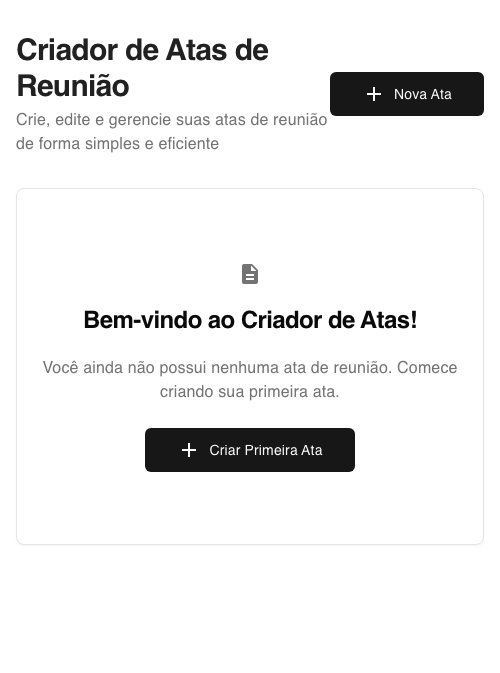 Criador de Atas de
Reunião
Crie, edite e gerencie suas atas de reunião
de forma simples e eficiente
Nova Ata
Bem-vindo ao Criador de Atas!
Você ainda não possui nenhuma ata de reunião. Comece
criando sua primeira ata.
Criar Primeira Ata